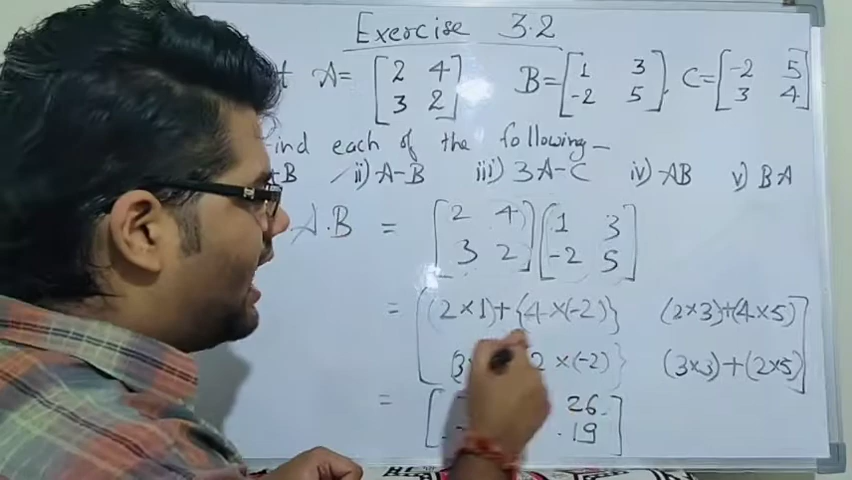 Exercise 3.2
t A = [2 4 3 2] B = [1 3 -2 5], C = [-2 5 3 4]
ind each of the following —
+B ii) A-B iii) 3A-C iv) AB v) BA
A.B = [2 4 3 2] [1 3 -2 5]
= [(2×1)+{4×(-2)} (2×3)+(4×5)
(3 2×(-2)} (3×3)+(2×5)]
= [ 26
19 ]